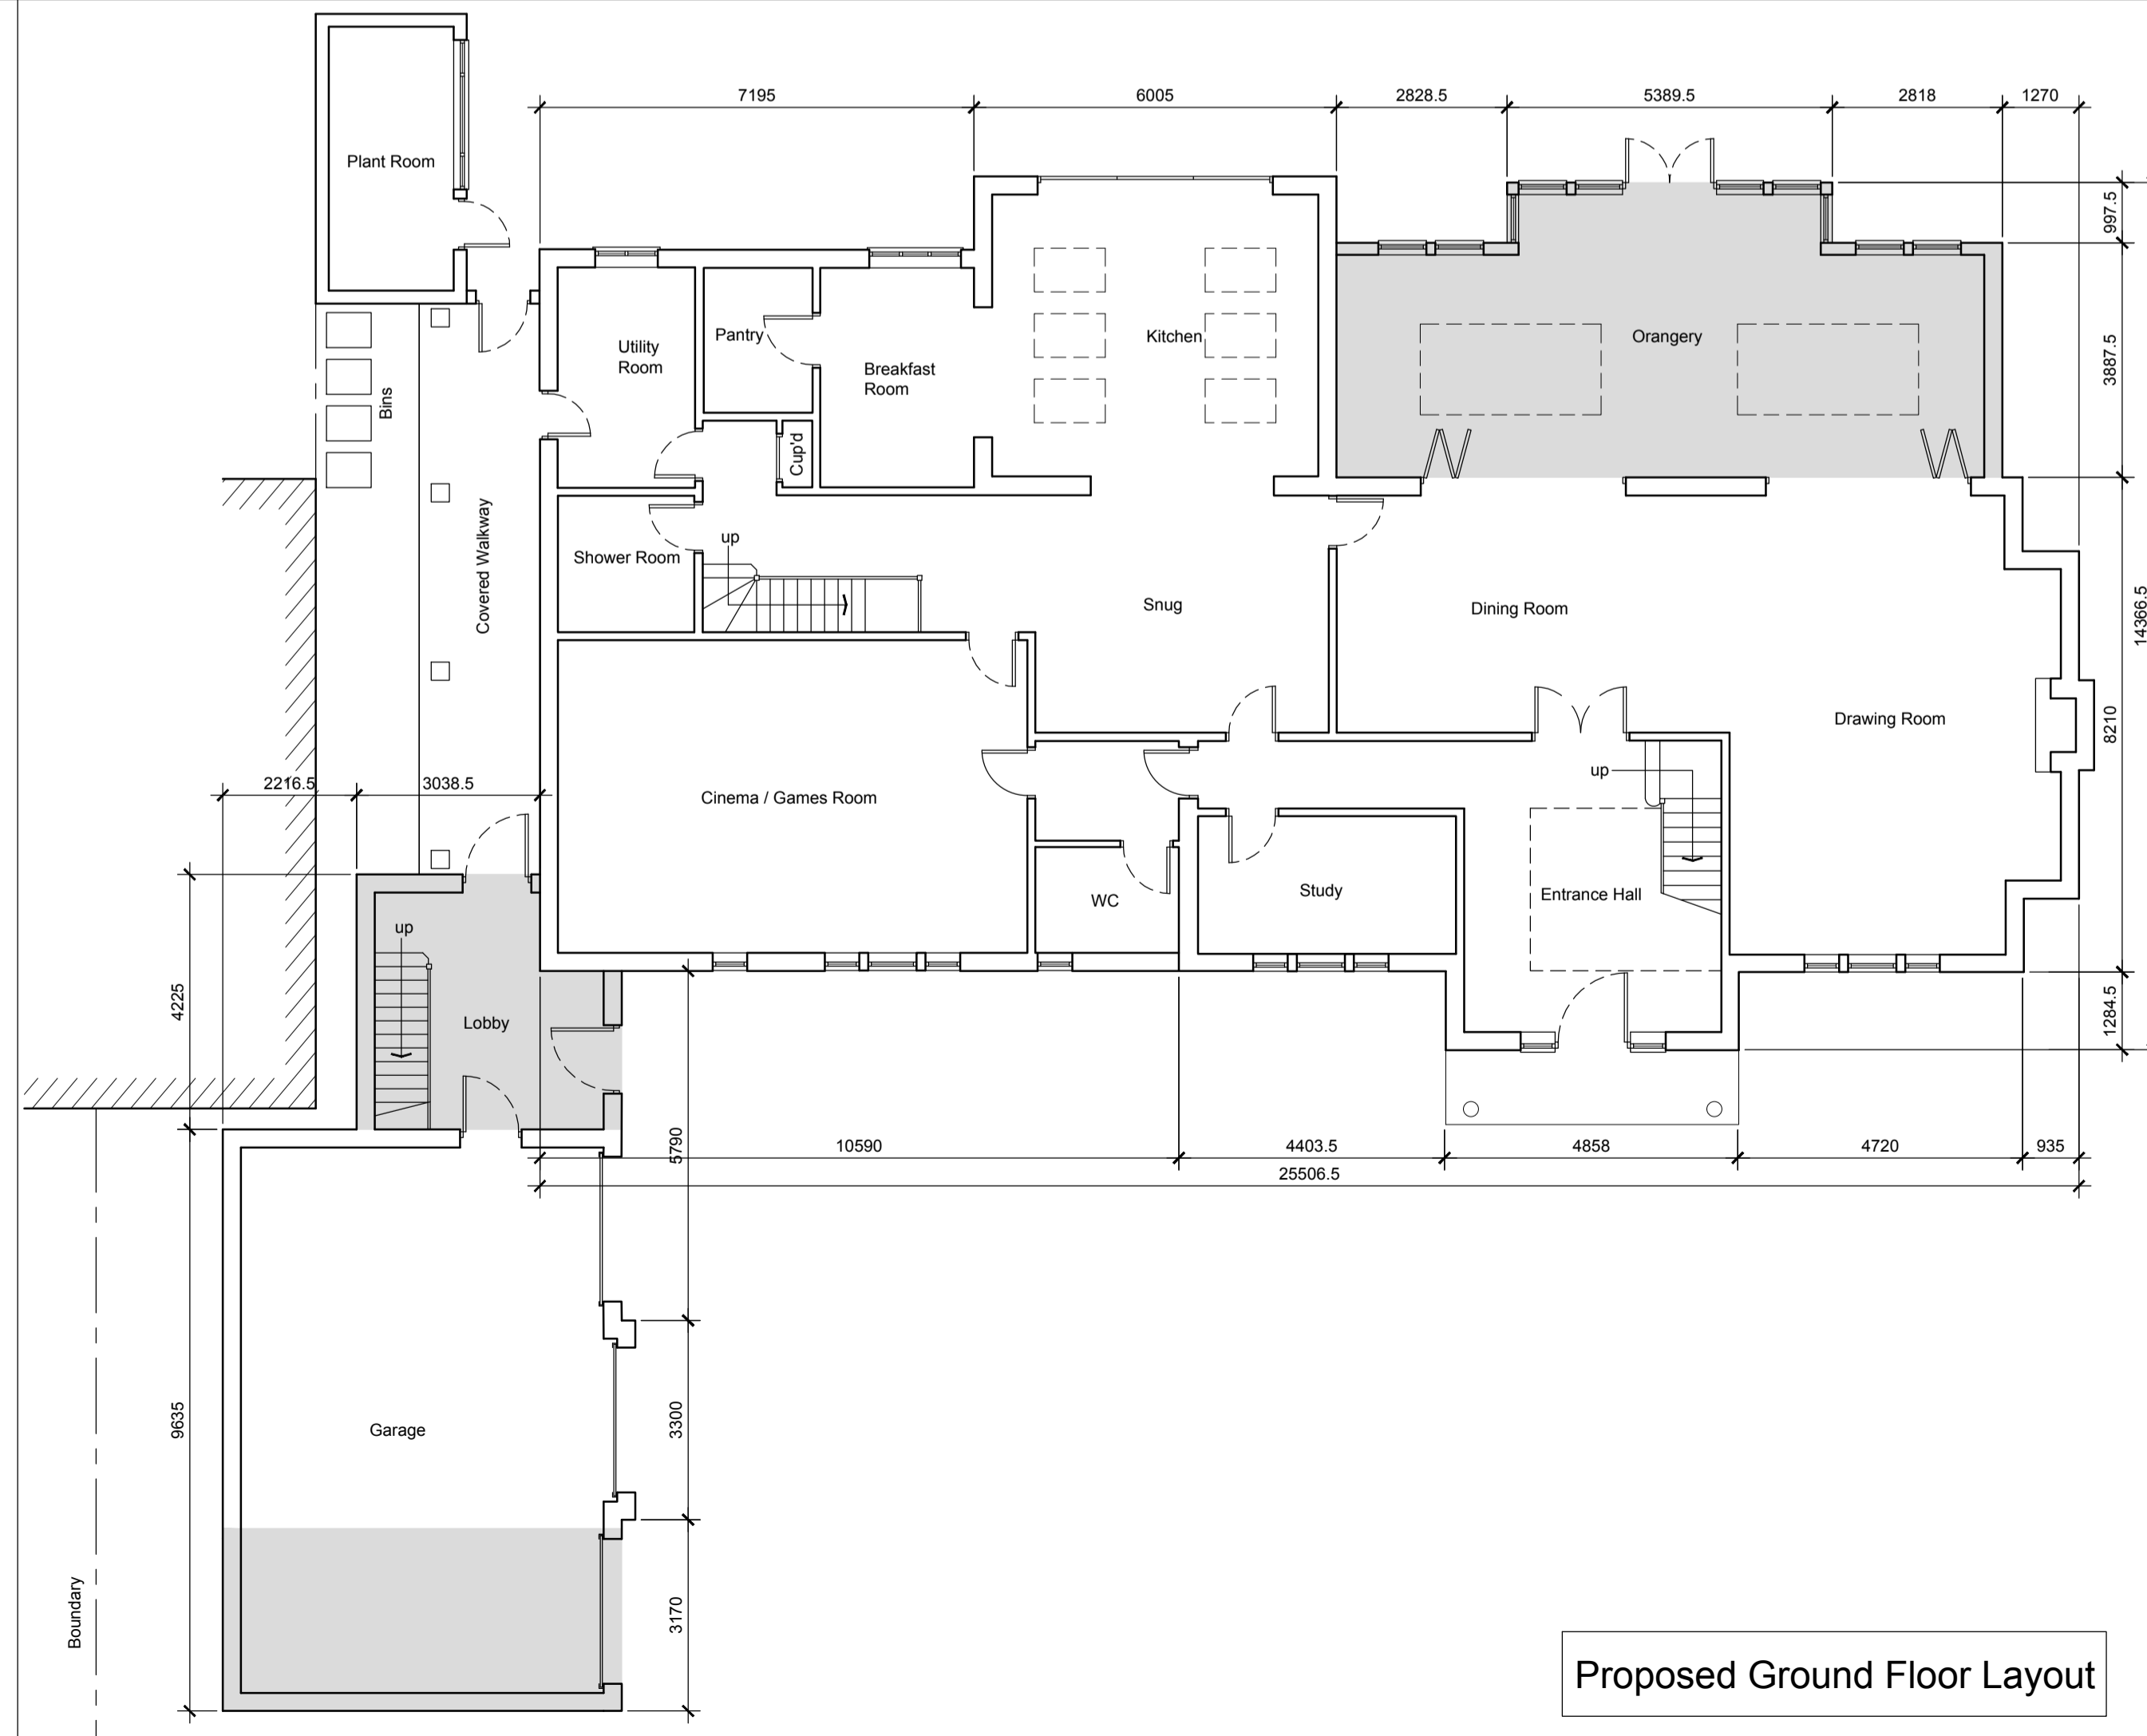 7195
6005
2828.5
5389.5
2818
1270
Plant Room
997.5
Utility
Room
Pantry
Breakfast
Room
Kitchen
Orangery
3887.5
Bins
Cup'd
Covered Walkway
up
Shower Room
Snug
Dining Room
14366.5
Drawing Room
8210
2216.5
3038.5
Cinema / Games Room
up
WC
Study
Entrance Hall
up
4225
Lobby
1284.5
5790
10590
4403.5
4858
4720
935
25506.5
9635
Garage
3300
3170
Boundary
Proposed Ground Floor Layout